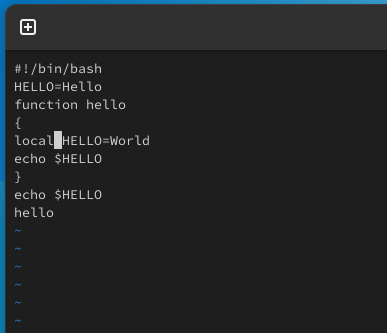 #!/bin/bash
HELLO=Hello
function hello
{
local HELLO=World
echo $HELLO
}
echo $HELLO
hello
~
~
~
~
~
~